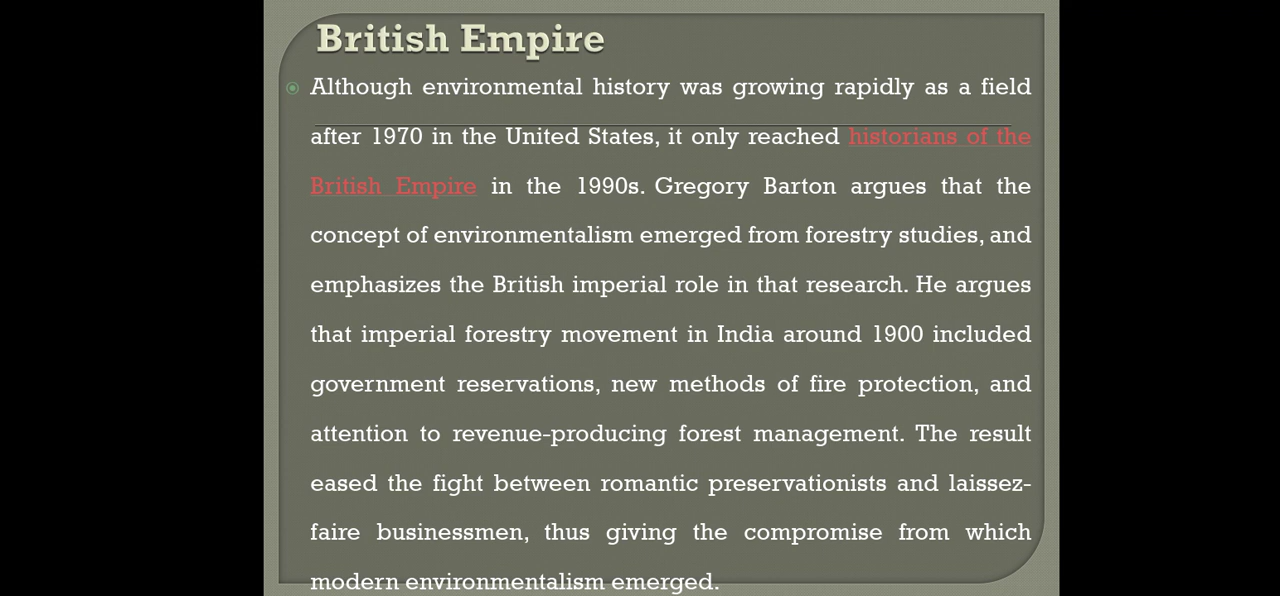 British Empire
Although environmental history was growing rapidly as a field
after 1970 in the United States, it only reached historians of the
British Empire in the 1990s. Gregory Barton argues that the
concept of environmentalism emerged from forestry studies, and
emphasizes the British imperial role in that research. He argues
that imperial forestry movement in India around 1900 included
government reservations, new methods of fire protection, and
attention to revenue-producing forest management. The result
eased the fight between romantic preservationists and laissez-
faire businessmen, thus giving the compromise from which
modern environmentalism emerged.